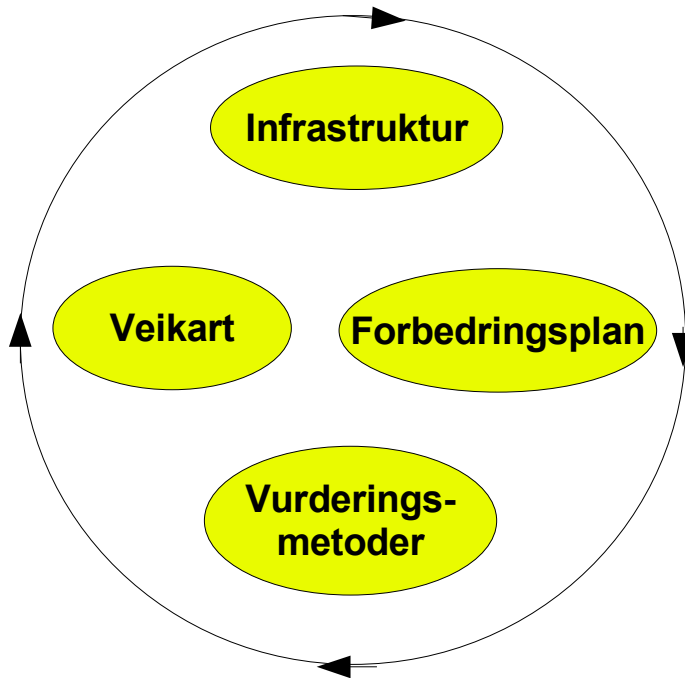 Infrastruktur
Veikart
Forbedringsplan
Vurderings-
metoder